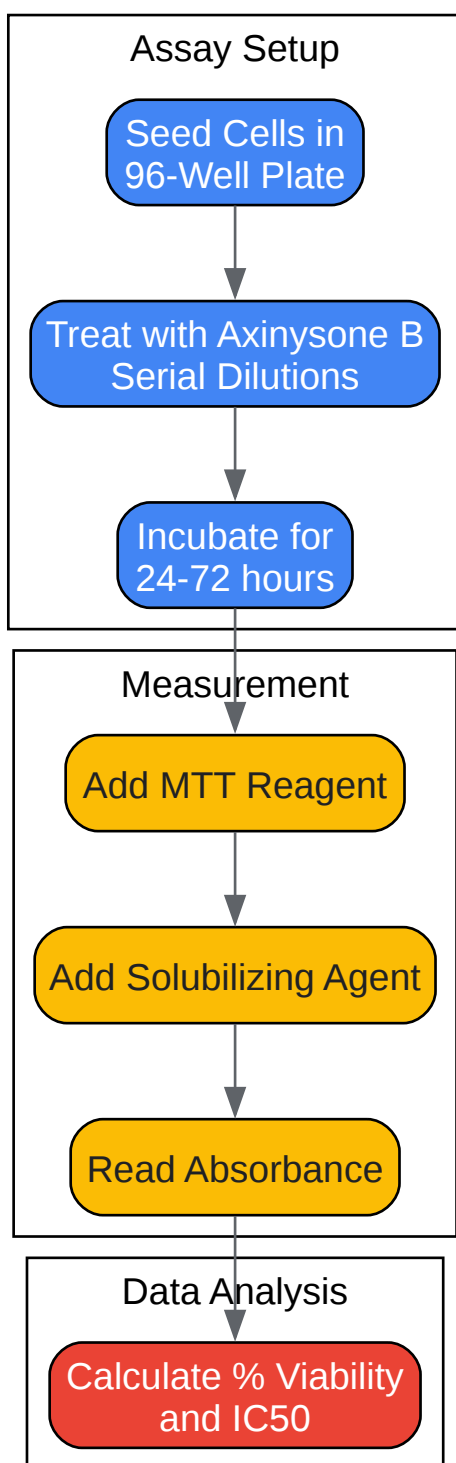 Assay Setup
Seed Cells in
96-Well Plate
Treat with Axinysone B
Serial Dilutions
Incubate for
24-72 hours
Measurement
Add MTT Reagent
Add Solubilizing Agent
Read Absorbance
Data Analysis
Calculate % Viability
and IC50